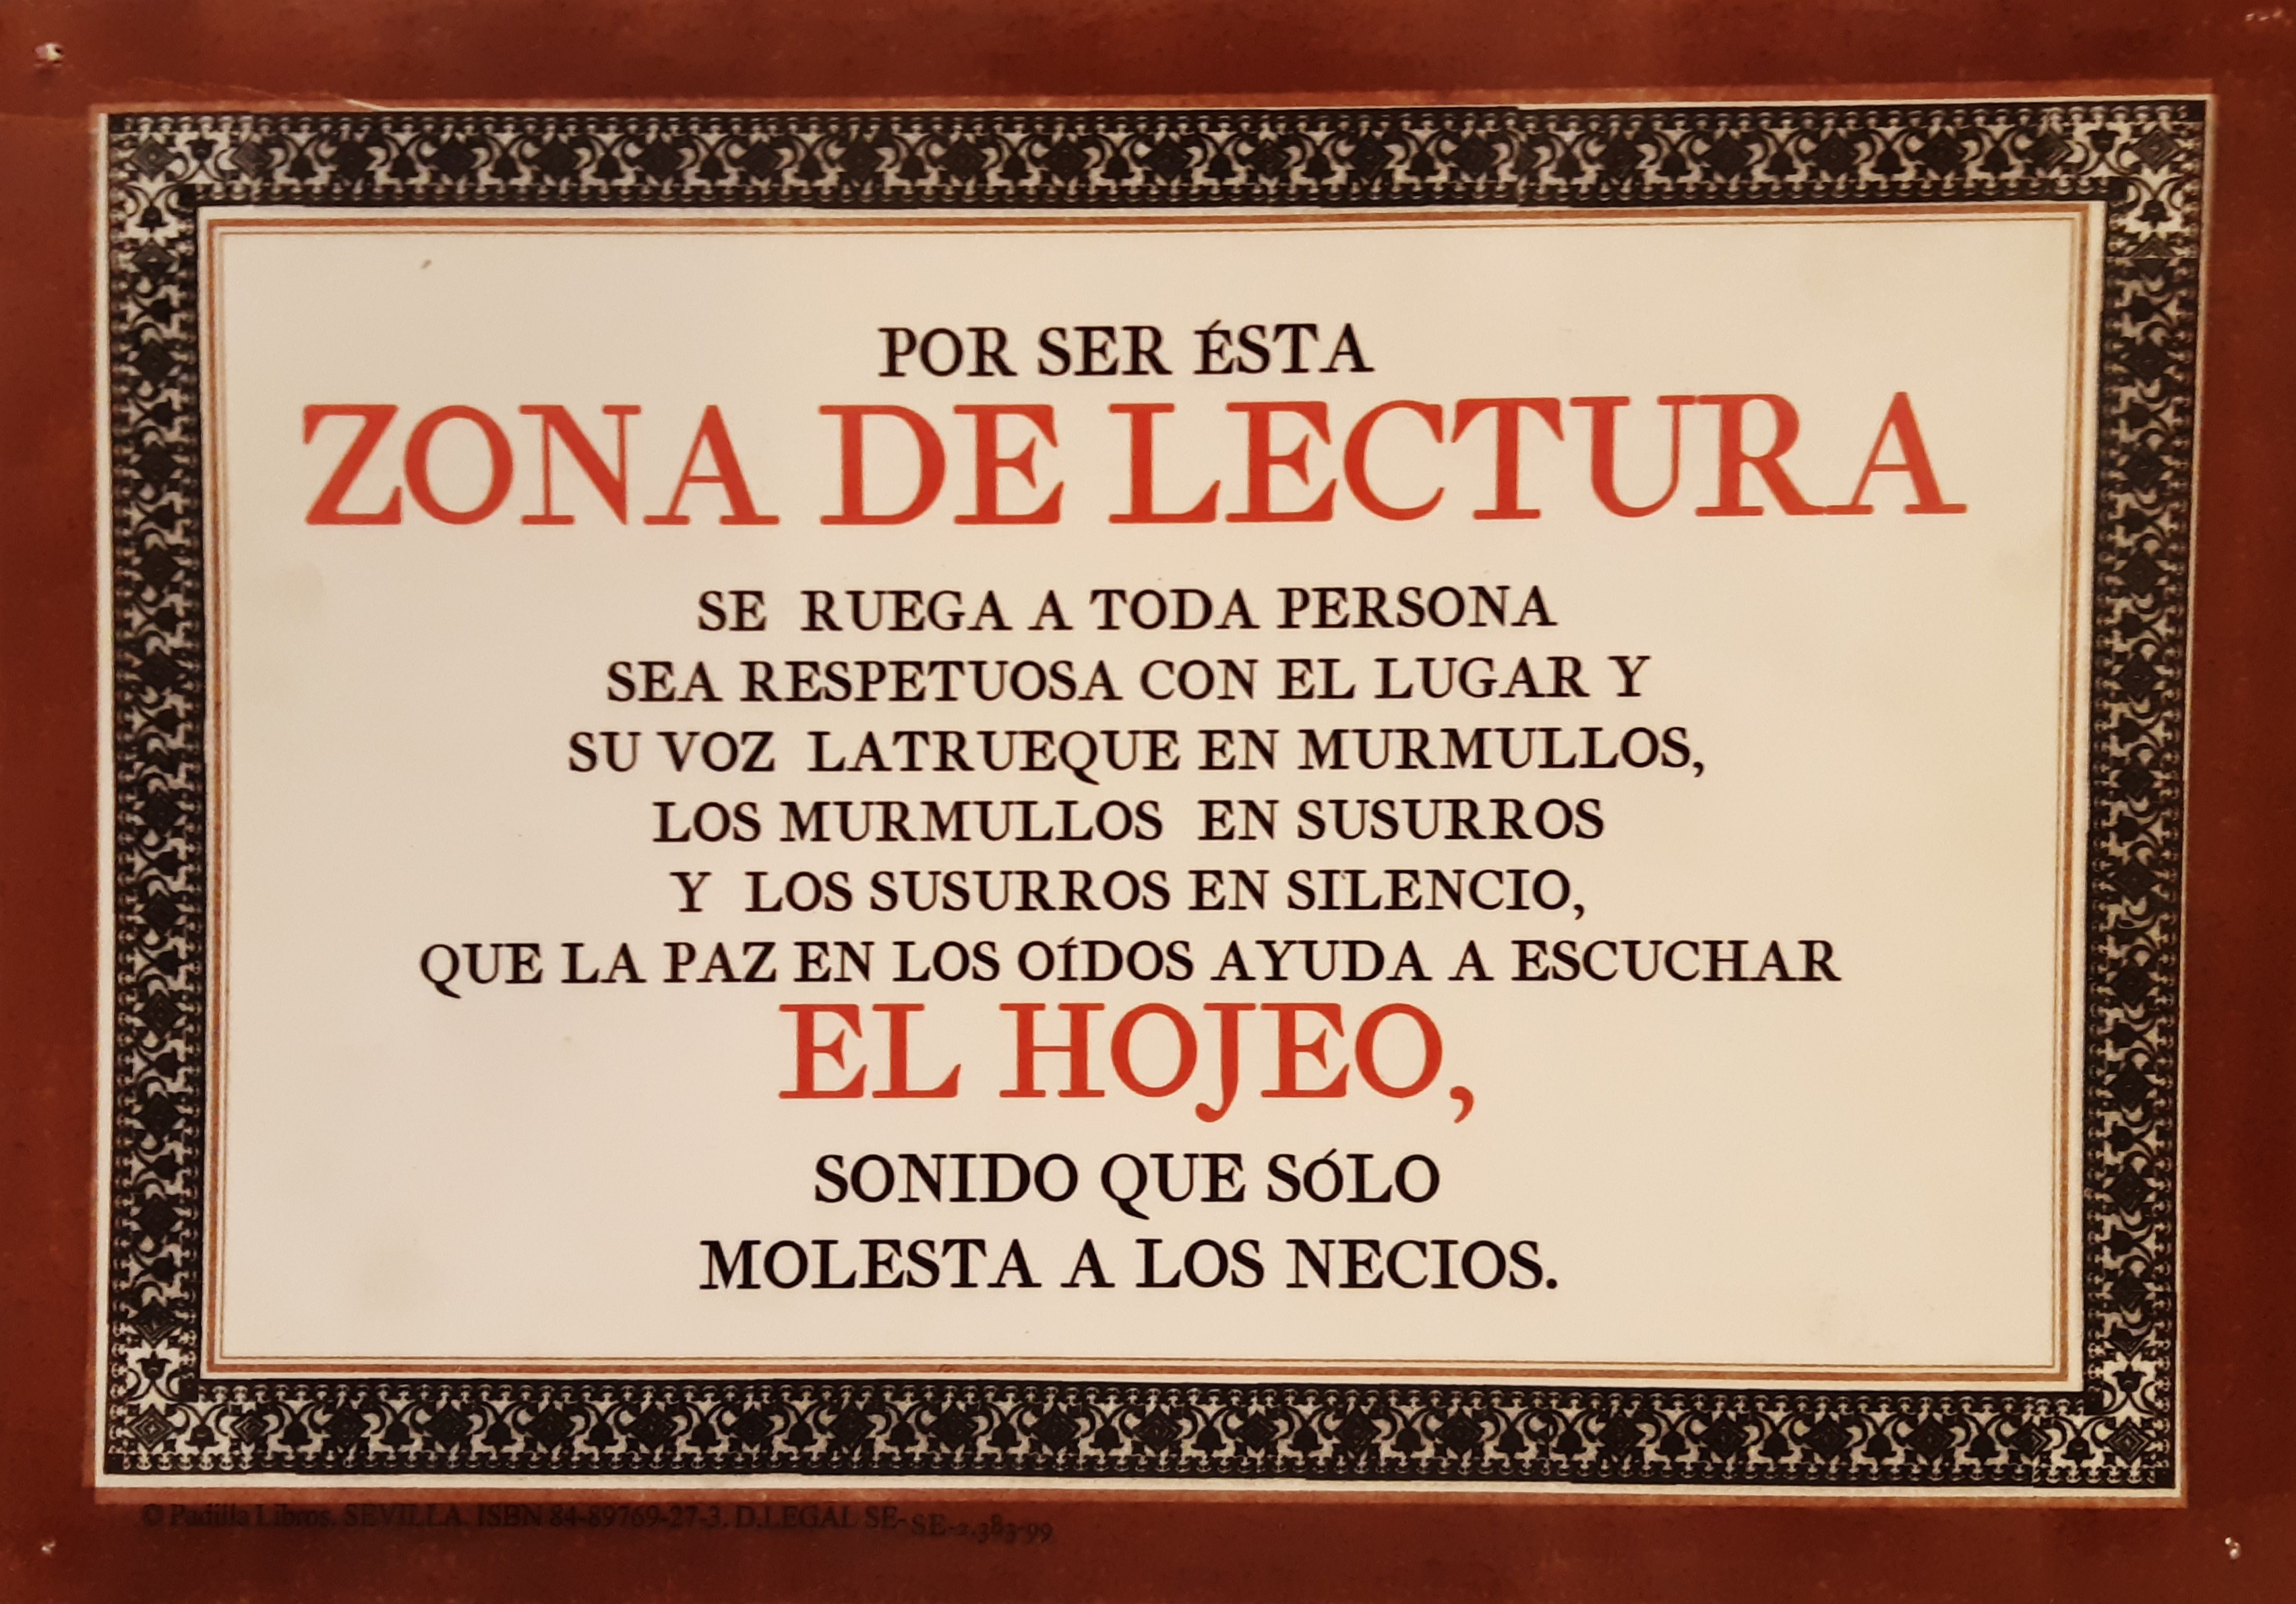 POR SER ÉSTA
ZONA DE LECTURA
SE RUEGA A TODA PERSONA
SEA RESPETUOSA CON EL LUGAR Y
SU VOZ LATRUEQUE EN MURMULLOS,
LOS MURMULLOS EN SUSURROS
Y LOS SUSURROS EN SILENCIO,
QUE LA PAZ EN LOS OÍDOS AYUDA A ESCUCHAR
EL HOJEO,
SONIDO QUE SÓLO
MOLESTA A LOS NECIOS.
© Padilla Libros. SEVILLA. ISBN 84-89769-27-3. D.LEGAL SE- SE-2.383-99